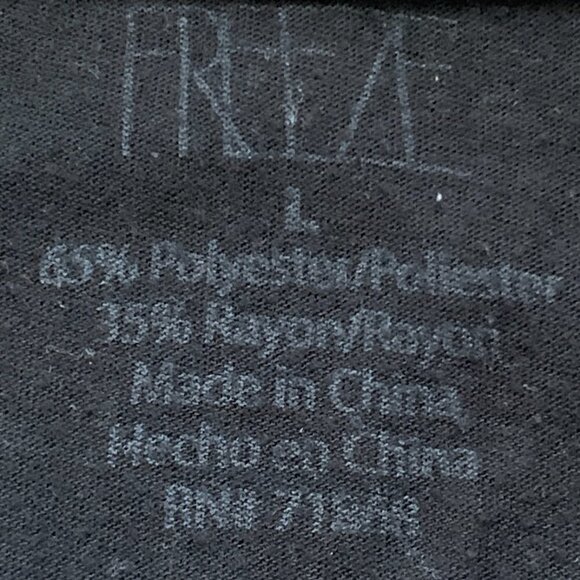 L
65% Polyester/Poliester
35% Rayon/Rayon
Made in China
Hecho en China
RN#